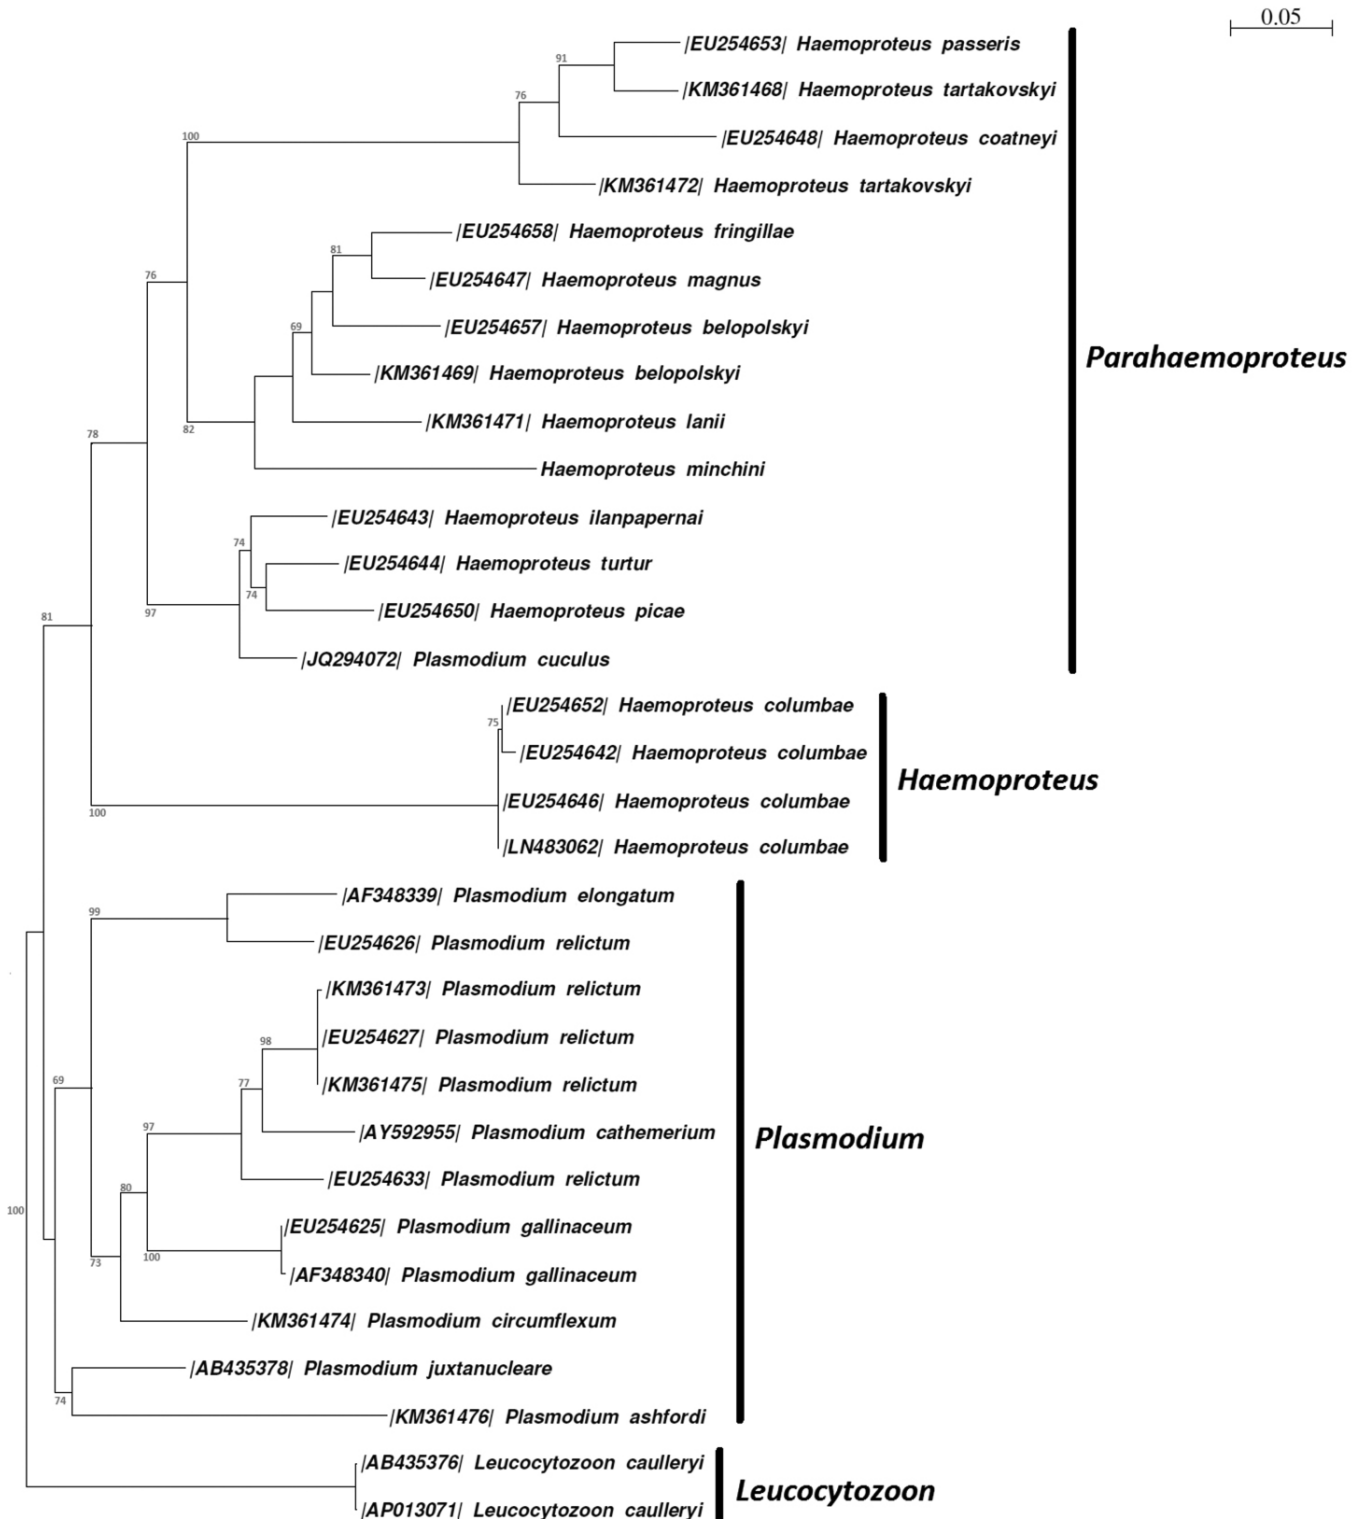 0.05
|EU254653| Haemoproteus passeris
91
|KM361468| Haemoproteus tartakovskyi
76
|EU254648| Haemoproteus coatneyi
100
|KM361472| Haemoproteus tartakovskyi
|EU254658| Haemoproteus fringillae
81
|EU254647| Haemoproteus magnus
76
|EU254657| Haemoproteus belopolskyi
69
Parahaemoproteus
|KM361469| Haemoproteus belopolskyi
|KM361471| Haemoproteus lanii
82
78
Haemoproteus minchini
|EU254643| Haemoproteus ilanpapernai
74
|EU254644| Haemoproteus turtur
74
|EU254650| Haemoproteus picae
97
81
|JQ294072| Plasmodium cuculus
|EU254652| Haemoproteus columbae
75
|EU254642| Haemoproteus columbae
Haemoproteus
|EU254646| Haemoproteus columbae
100
|LN483062| Haemoproteus columbae
|AF348339| Plasmodium elongatum
99
|EU254626| Plasmodium relictum
|KM361473| Plasmodium relictum
|EU254627| Plasmodium relictum
98
|KM361475| Plasmodium relictum
77
69
|AY592955| Plasmodium cathemerium
97
Plasmodium
|EU254633| Plasmodium relictum
80
100
|EU254625| Plasmodium gallinaceum
100
73
|AF348340| Plasmodium gallinaceum
|KM361474| Plasmodium circumflexum
|AB435378| Plasmodium juxtanucleare
74
|KM361476| Plasmodium ashfordi
|AB435376| Leucocytozoon caulleryi
Leucocytozoon
|AP013071| Leucocytozoon caulleryi